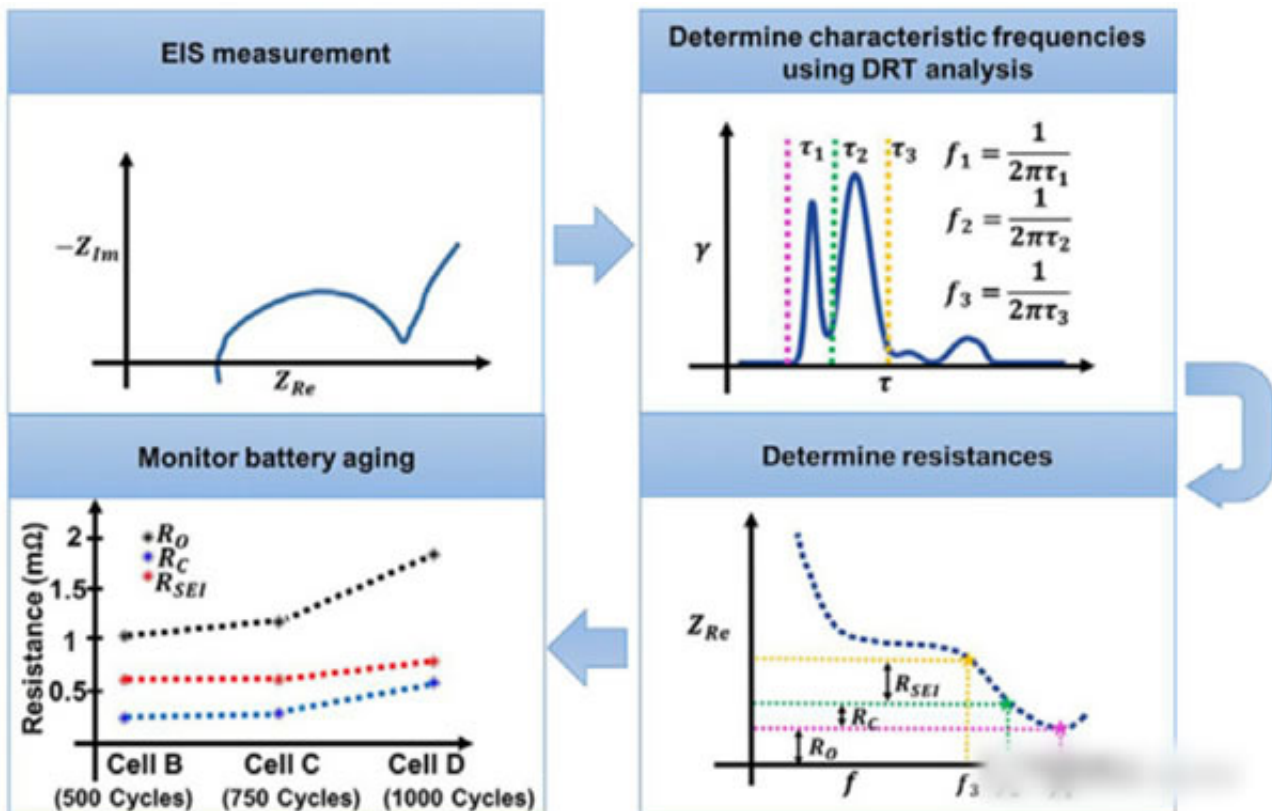 EIS measurement
−Z_Im
Z_Re
Determine characteristic frequencies
using DRT analysis
τ₁ τ₂ τ₃
f₁ = 1/(2πτ₁)
f₂ = 1/(2πτ₂)
f₃ = 1/(2πτ₃)
γ
τ
Monitor battery aging
Resistance (mΩ)
2
1.5
1
0.5
R_O
R_C
R_SEI
Cell B Cell C Cell D
(500 Cycles) (750 Cycles) (1000 Cycles)
Determine resistances
Z_Re
R_SEI
R_C
R_O
f f₃